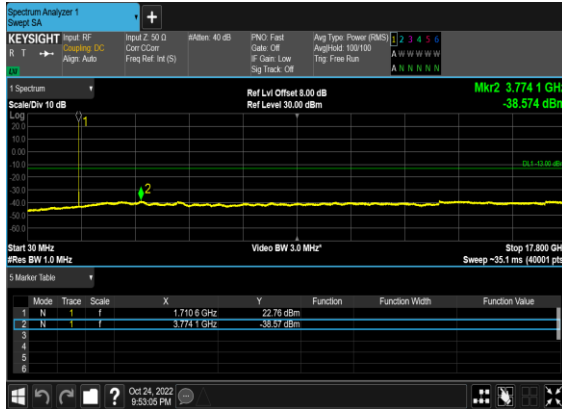 Spectrum Analyzer 1
Swept SA
+
KEYSIGHT Input: RF Input Z: 50 Ω #Atten: 40 dB PNO: Fast Avg Type: Power (RMS) 1 2 3 4 5 6
R T Coupling: DC Corr CCorr Gate: Off Avg|Hold: 100/100 A W W W W W
Align: Auto Freq Ref: Int (S) IF Gain: Low Trig: Free Run
LXI Sig Track: Off A N N N N N
1 Spectrum Ref Lvl Offset 8.00 dB Mkr2 3.774 1 GHz
Scale/Div 10 dB Ref Level 30.00 dBm -38.574 dBm
Log
20.0
10.0
0.00
-10.0
-20.0
-30.0
-40.0
-50.0
-60.0
1
DL1 -13.00 dBm
2
Start 30 MHz Video BW 3.0 MHz* Stop 17.800 GHz
#Res BW 1.0 MHz Sweep ~35.1 ms (40001 pts)
5 Marker Table
Mode Trace Scale X Y Function Function Width Function Value
1 N 1 f 1.710 6 GHz 22.76 dBm
2 N 1 f 3.774 1 GHz -38.57 dBm
3
4
5
6
? Oct 24, 2022
9:53:05 PM